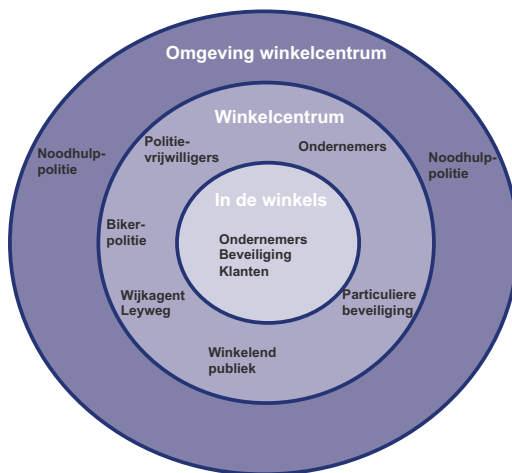 Omgeving winkelcentrum
Winkelcentrum
Politie-
vrijwilligers
Ondernemers
Noodhulp-
politie
Noodhulp-
politie
In de winkels
Biker-
politie
Ondernemers
Beveiliging
Klanten
Wijkagent
Leyweg
Particuliere
beveiliging
Winkelend
publiek